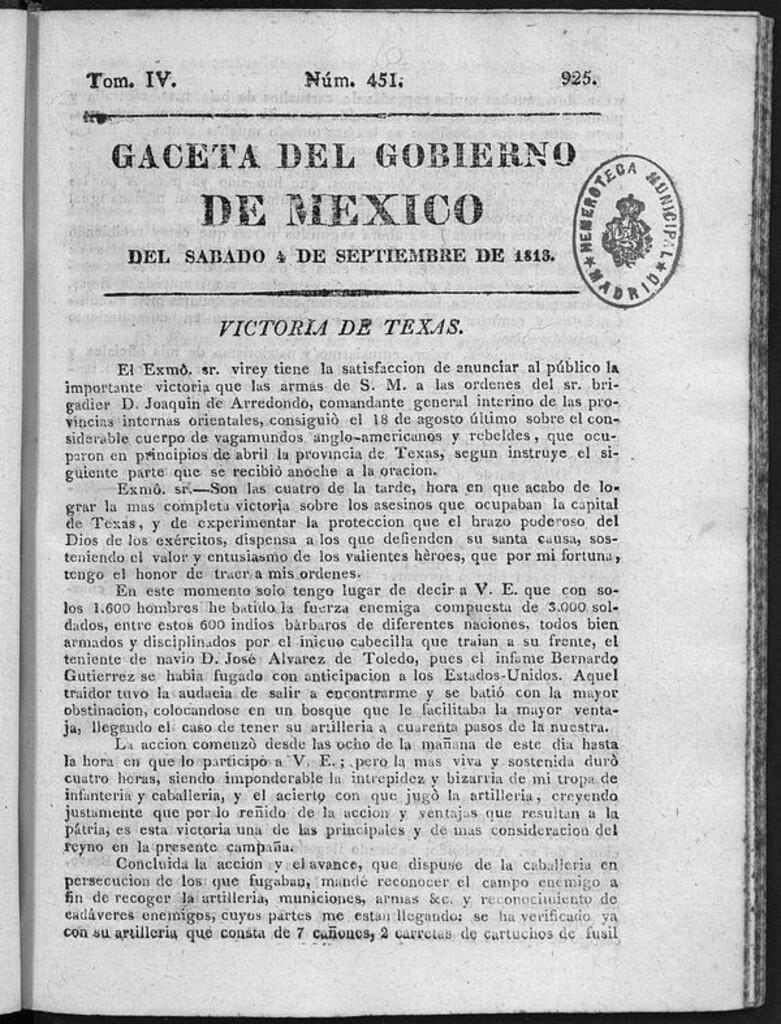 Tom. IV. Núm. 451. 925.
GACETA DEL GOBIERNO
DE MEXICO
DEL SABADO 4 DE SEPTIEMBRE DE 1813.
HEMEROTECA MUNICIPAL
★ MADRID ★
VICTORIA DE TEXAS.
El Exmô. sr. virey tiene la satisfaccion de anunciar al público la
importante victoria que las armas de S. M. a las ordenes del sr. bri-
gadier D. Joaquin de Arredondo, comandante general interino de las pro-
vincias internas orientales, consiguió el 18 de agosto último sobre el con-
siderable cuerpo de vagamundos anglo-americanos y rebeldes, que ocu-
paron en principios de abril la provincia de Texas, segun instruye el si-
guiente parte que se recibió anoche a la oracion.
Exmô. sr.—Son las cuatro de la tarde, hora en que acabo de lo-
grar la mas completa victoria sobre los asesinos que ocupaban la capital
de Texas, y de experimentar la proteccion que el brazo poderoso del
Dios de los exércitos, dispensa a los que defienden su santa causa, sos-
teniendo el valor y entusiasmo de los valientes hèroes, que por mi fortuna,
tengo el honor de traer a mis ordenes.
En este momento solo tengo lugar de decir a V. E. que con so-
los 1.600 hombres he batido la fuerza enemiga compuesta de 3.000 sol-
dados, entre estos 600 indios bárbaros de diferentes naciones, todos bien
armados y disciplinados por el inicuo cabecilla que traian a su frente, el
teniente de navio D. José Alvarez de Toledo, pues el infame Bernardo
Gutierrez se habia fugado con anticipacion a los Estados-Unidos. Aquel
traidor tuvo la audacia de salir a encontrarme y se batió con la mayor
obstinacion, colocandose en un bosque que le facilitaba la mayor venta-
ja, llegando el caso de tener su artilleria a cuarenta pasos de la nuestra.
La accion comenzò desde las ocho de la mañana de este dia hasta
la hora en que lo participò a V. E.; pero la mas viva y sostenida duró
cuatro horas, siendo imponderable la intrepidez y bizarria de mi tropa de
infanteria y caballeria, y el acierto con que jugò la artilleria, creyendo
justamente que por lo reñido de la accion y ventajas que resultan a la
pátria, es esta victoria una de las principales y de mas consideracion del
reyno en la presente campaña.
Concluida la acciòn y el avance, que dispuse de la caballeria en
persecucion de los que fugaban, mandé reconocer el campo enemigo a
fin de recoger la artilleria, municiones, armas &c. y reconocimiento de
cadáveres enemigos, cuyos partes me estan llegando: se ha verificado ya
con su artilleria que consta de 7 cañones, 2 carretas de cartuchos de fusil